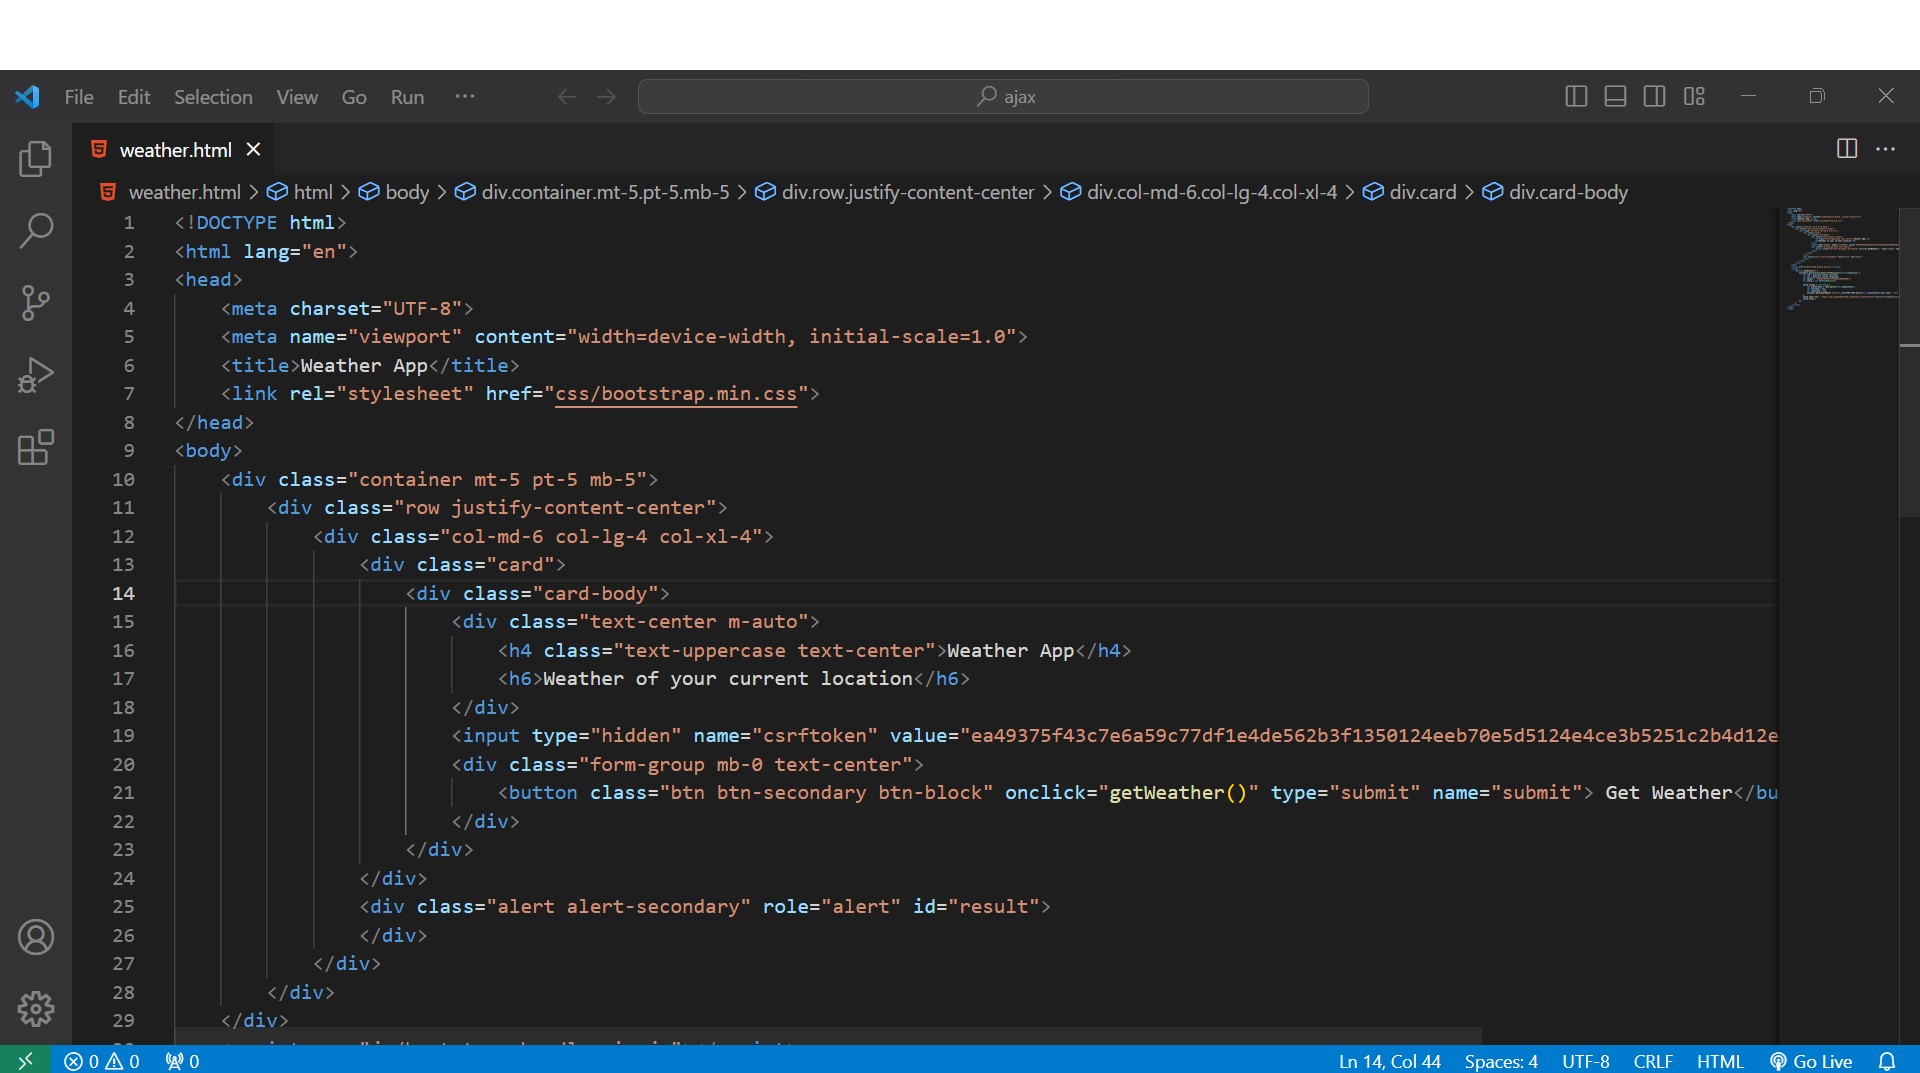 File Edit Selection View Go Run ··· ajax
weather.html
weather.html > html > body > div.container.mt-5.pt-5.mb-5 > div.row.justify-content-center > div.col-md-6.col-lg-4.col-xl-4 > div.card > div.card-body
1 <!DOCTYPE html>
2 <html lang="en">
3 <head>
4 <meta charset="UTF-8">
5 <meta name="viewport" content="width=device-width, initial-scale=1.0">
6 <title>Weather App</title>
7 <link rel="stylesheet" href="css/bootstrap.min.css">
8 </head>
9 <body>
10 <div class="container mt-5 pt-5 mb-5">
11 <div class="row justify-content-center">
12 <div class="col-md-6 col-lg-4 col-xl-4">
13 <div class="card">
14 <div class="card-body">
15 <div class="text-center m-auto">
16 <h4 class="text-uppercase text-center">Weather App</h4>
17 <h6>Weather of your current location</h6>
18 </div>
19 <input type="hidden" name="csrftoken" value="ea49375f43c7e6a59c77df1e4de562b3f1350124eeb70e5d5124e4ce3b5251c2b4d12e
20 <div class="form-group mb-0 text-center">
21 <button class="btn btn-secondary btn-block" onclick="getWeather()" type="submit" name="submit"> Get Weather</bu
22 </div>
23 </div>
24 </div>
25 <div class="alert alert-secondary" role="alert" id="result">
26 </div>
27 </div>
28 </div>
29 </div>
0 0 0 Ln 14, Col 44 Spaces: 4 UTF-8 CRLF HTML Go Live